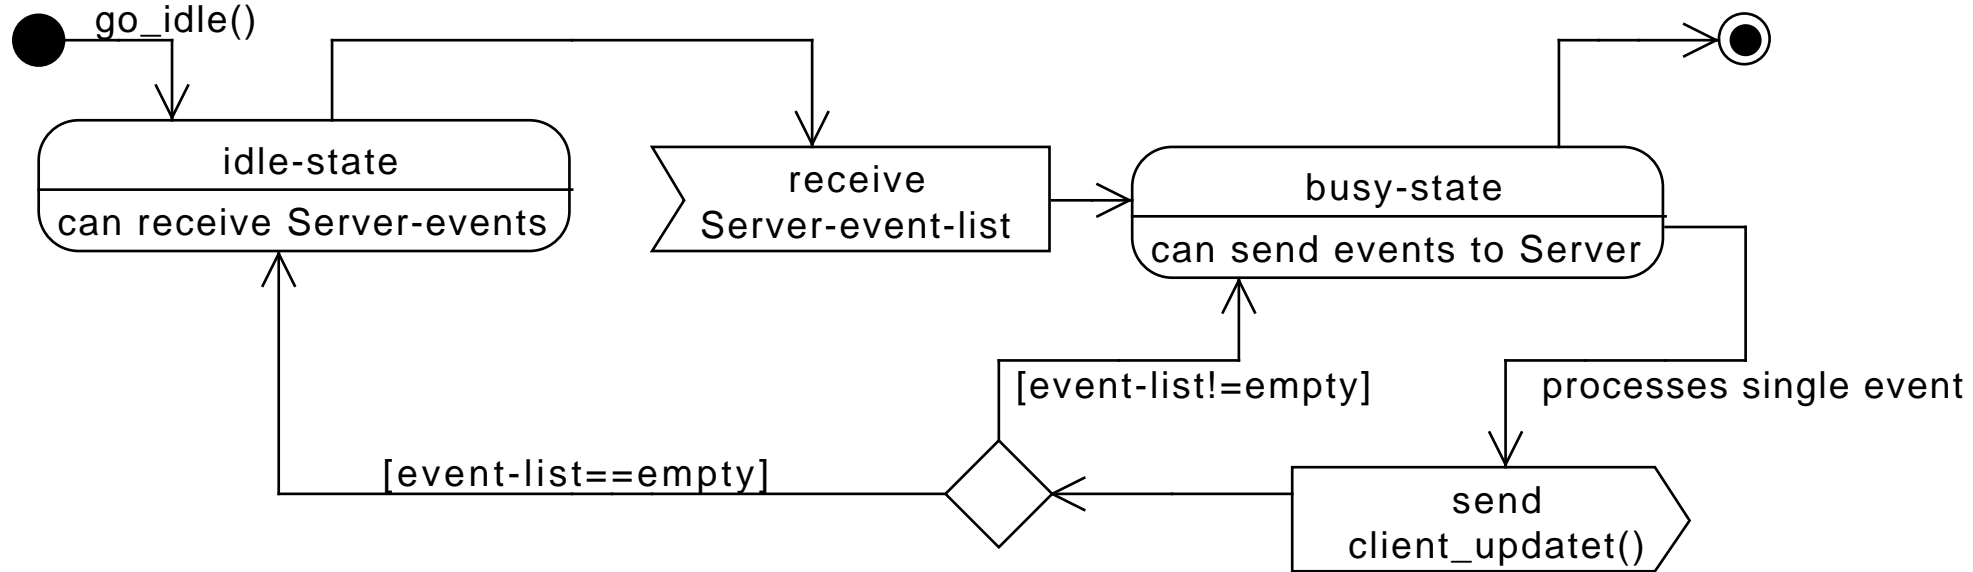 go_idle()
idle-state
can receive Server-events
receive
Server-event-list
busy-state
can send events to Server
[event-list!=empty]
processes single event
[event-list==empty]
send
client_updatet()